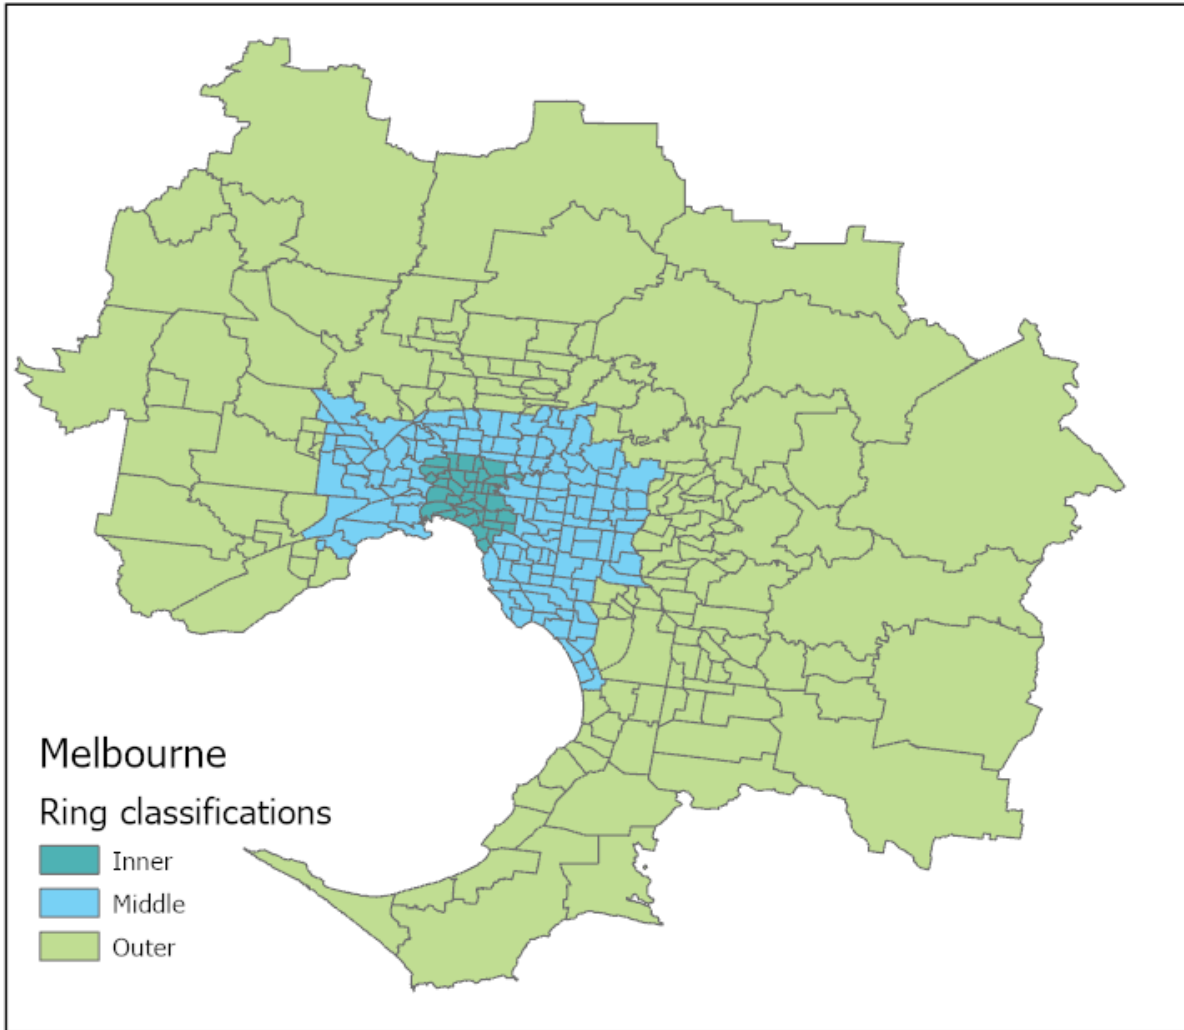 Melbourne
Ring classifications
Inner
Middle
Outer